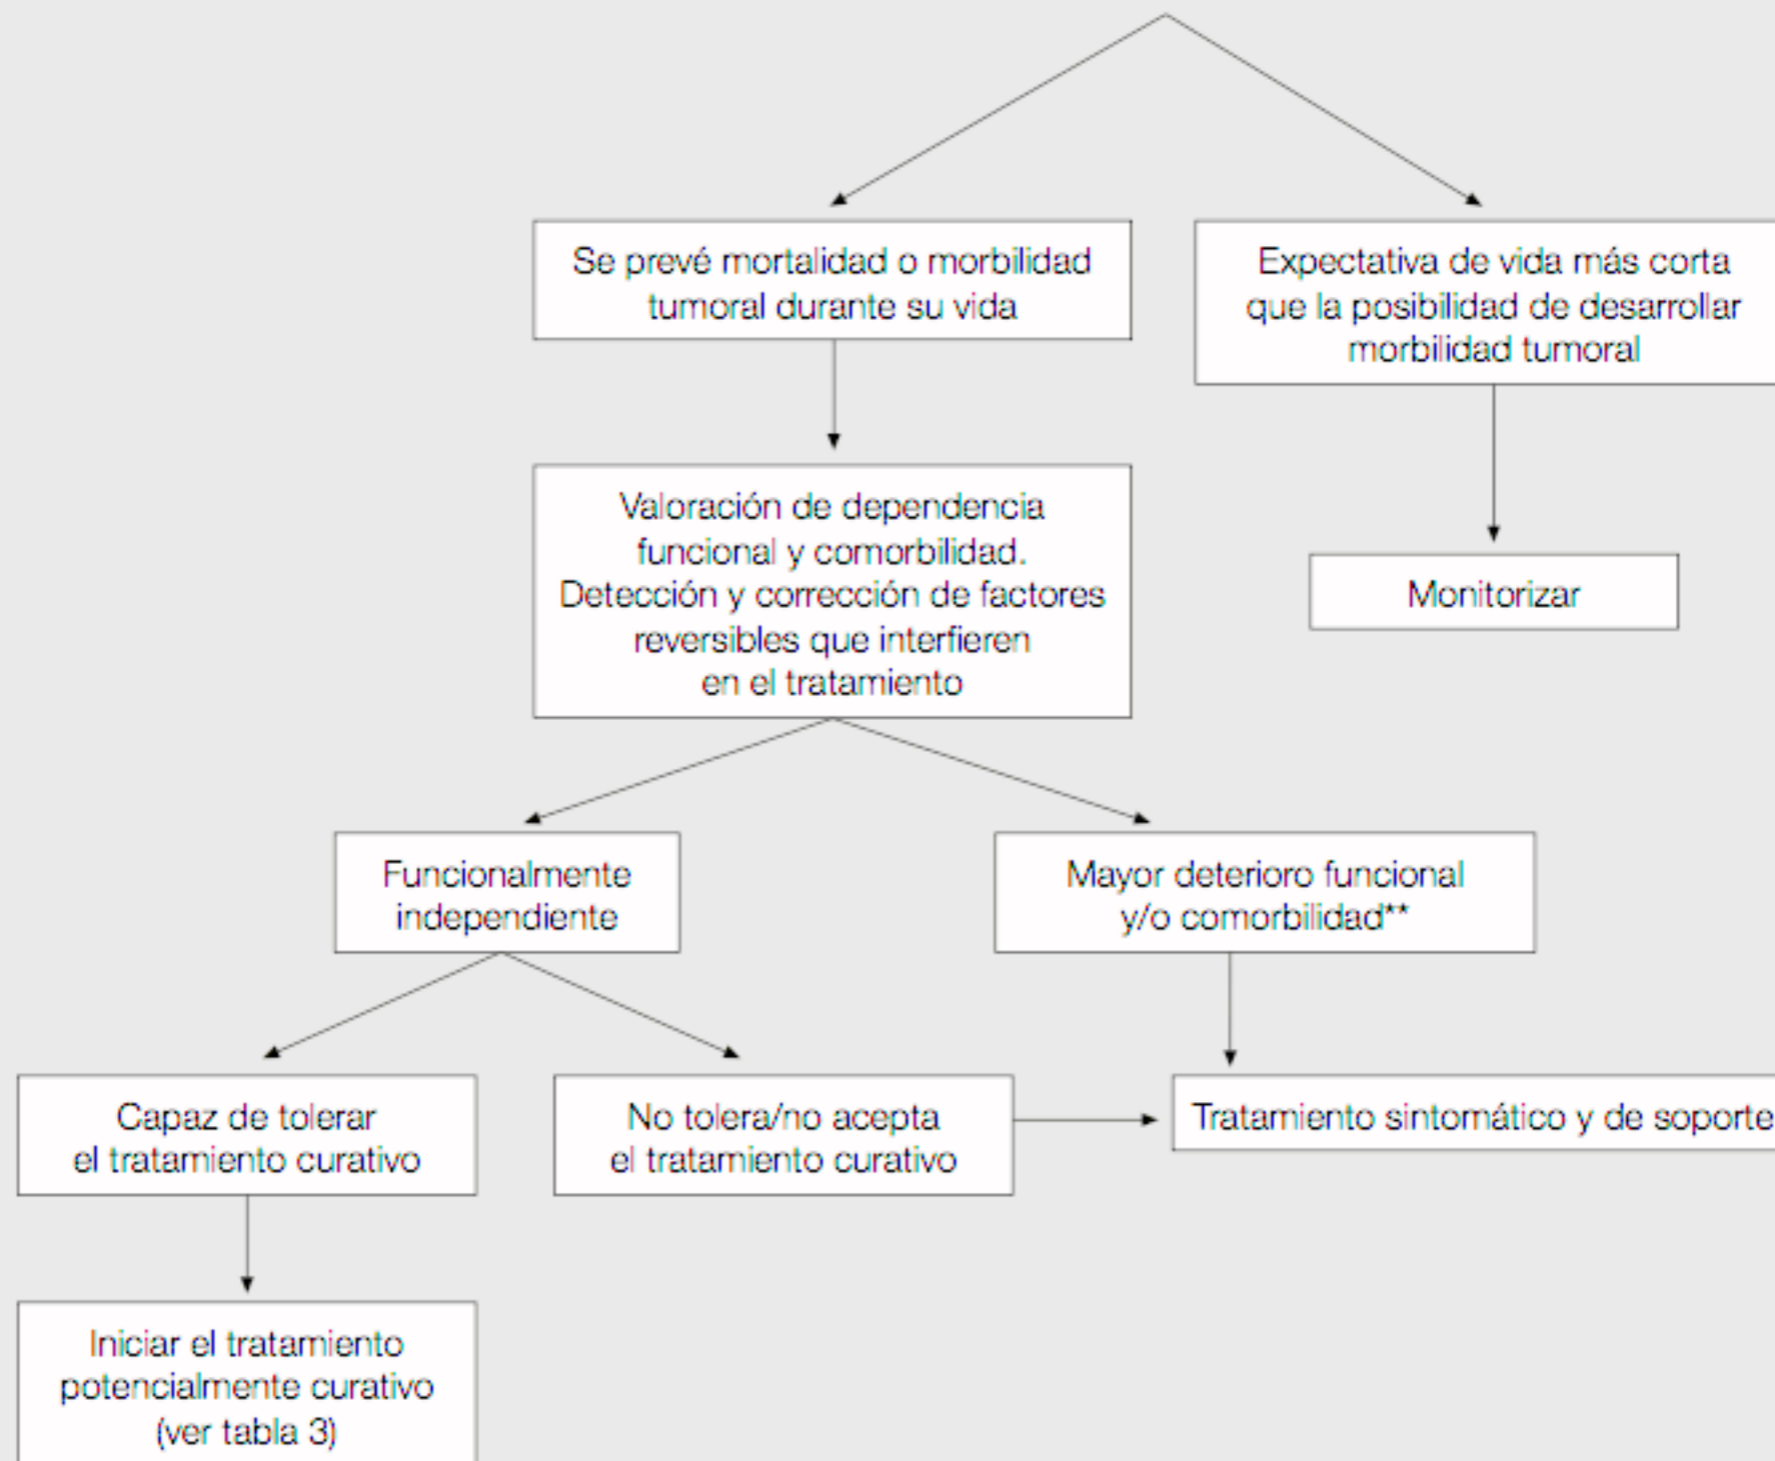 Se prevé mortalidad o morbilidad
tumoral durante su vida
Expectativa de vida más corta
que la posibilidad de desarrollar
morbilidad tumoral
Valoración de dependencia
funcional y comorbilidad.
Detección y corrección de factores
reversibles que interfieren
en el tratamiento
Monitorizar
Funcionalmente
independiente
Mayor deterioro funcional
y/o comorbilidad**
Capaz de tolerar
el tratamiento curativo
No tolera/no acepta
el tratamiento curativo
Tratamiento sintomático y de soporte
Iniciar el tratamiento
potencialmente curativo
(ver tabla 3)